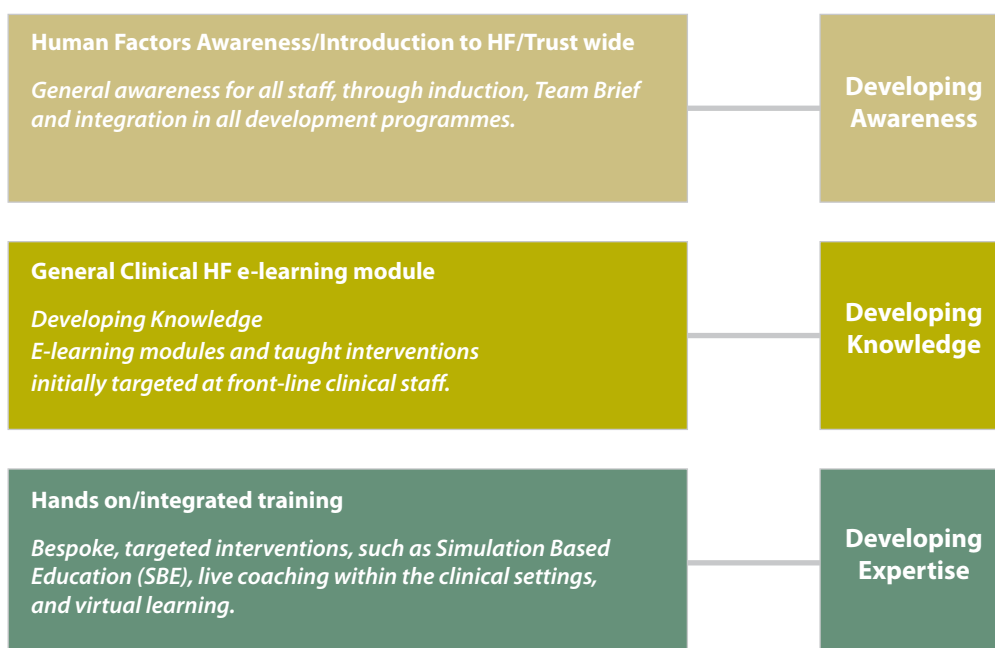 Human Factors Awareness/Introduction to HF/Trust wide
General awareness for all staff, through induction, Team Brief
and integration in all development programmes.
Developing
Awareness
General Clinical HF e-learning module
Developing Knowledge
E-learning modules and taught interventions
initially targeted at front-line clinical staff.
Developing
Knowledge
Hands on/integrated training
Bespoke, targeted interventions, such as Simulation Based
Education (SBE), live coaching within the clinical settings,
and virtual learning.
Developing
Expertise